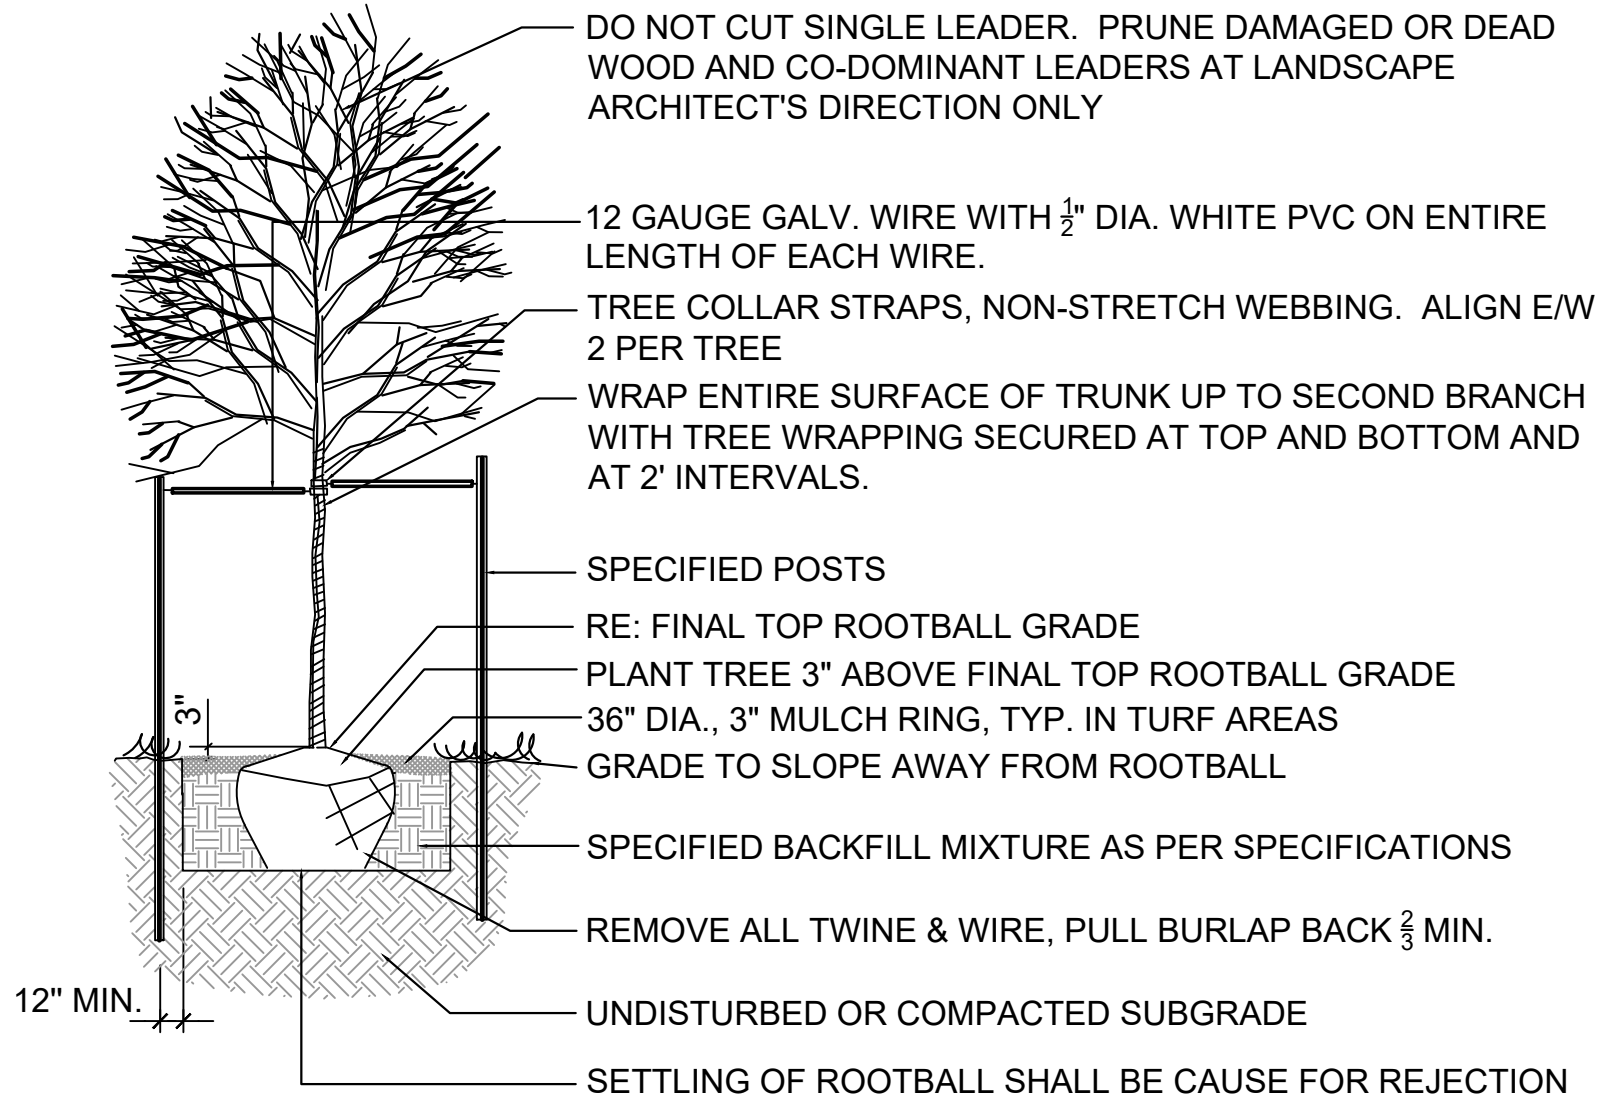 DO NOT CUT SINGLE LEADER.  PRUNE DAMAGED OR DEAD
WOOD AND CO-DOMINANT LEADERS AT LANDSCAPE
ARCHITECT'S DIRECTION ONLY
12 GAUGE GALV. WIRE WITH 1/2" DIA. WHITE PVC ON ENTIRE
LENGTH OF EACH WIRE.
TREE COLLAR STRAPS, NON-STRETCH WEBBING.  ALIGN E/W
2 PER TREE
WRAP ENTIRE SURFACE OF TRUNK UP TO SECOND BRANCH
WITH TREE WRAPPING SECURED AT TOP AND BOTTOM AND
AT 2' INTERVALS.
SPECIFIED POSTS
RE: FINAL TOP ROOTBALL GRADE
PLANT TREE 3" ABOVE FINAL TOP ROOTBALL GRADE
3"
36" DIA., 3" MULCH RING, TYP. IN TURF AREAS
GRADE TO SLOPE AWAY FROM ROOTBALL
SPECIFIED BACKFILL MIXTURE AS PER SPECIFICATIONS
REMOVE ALL TWINE & WIRE, PULL BURLAP BACK 2/3 MIN.
12" MIN.
UNDISTURBED OR COMPACTED SUBGRADE
SETTLING OF ROOTBALL SHALL BE CAUSE FOR REJECTION